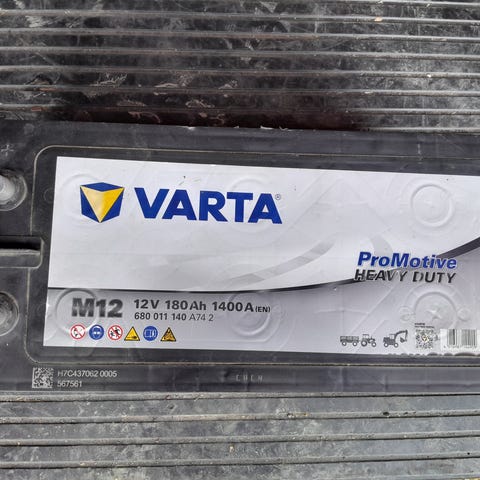 VARTA
ProMotive
HEAVY DUTY
M12 12V 180Ah 1400A (EN)
680 011 140 A74 2
H7C437062 0005
567561